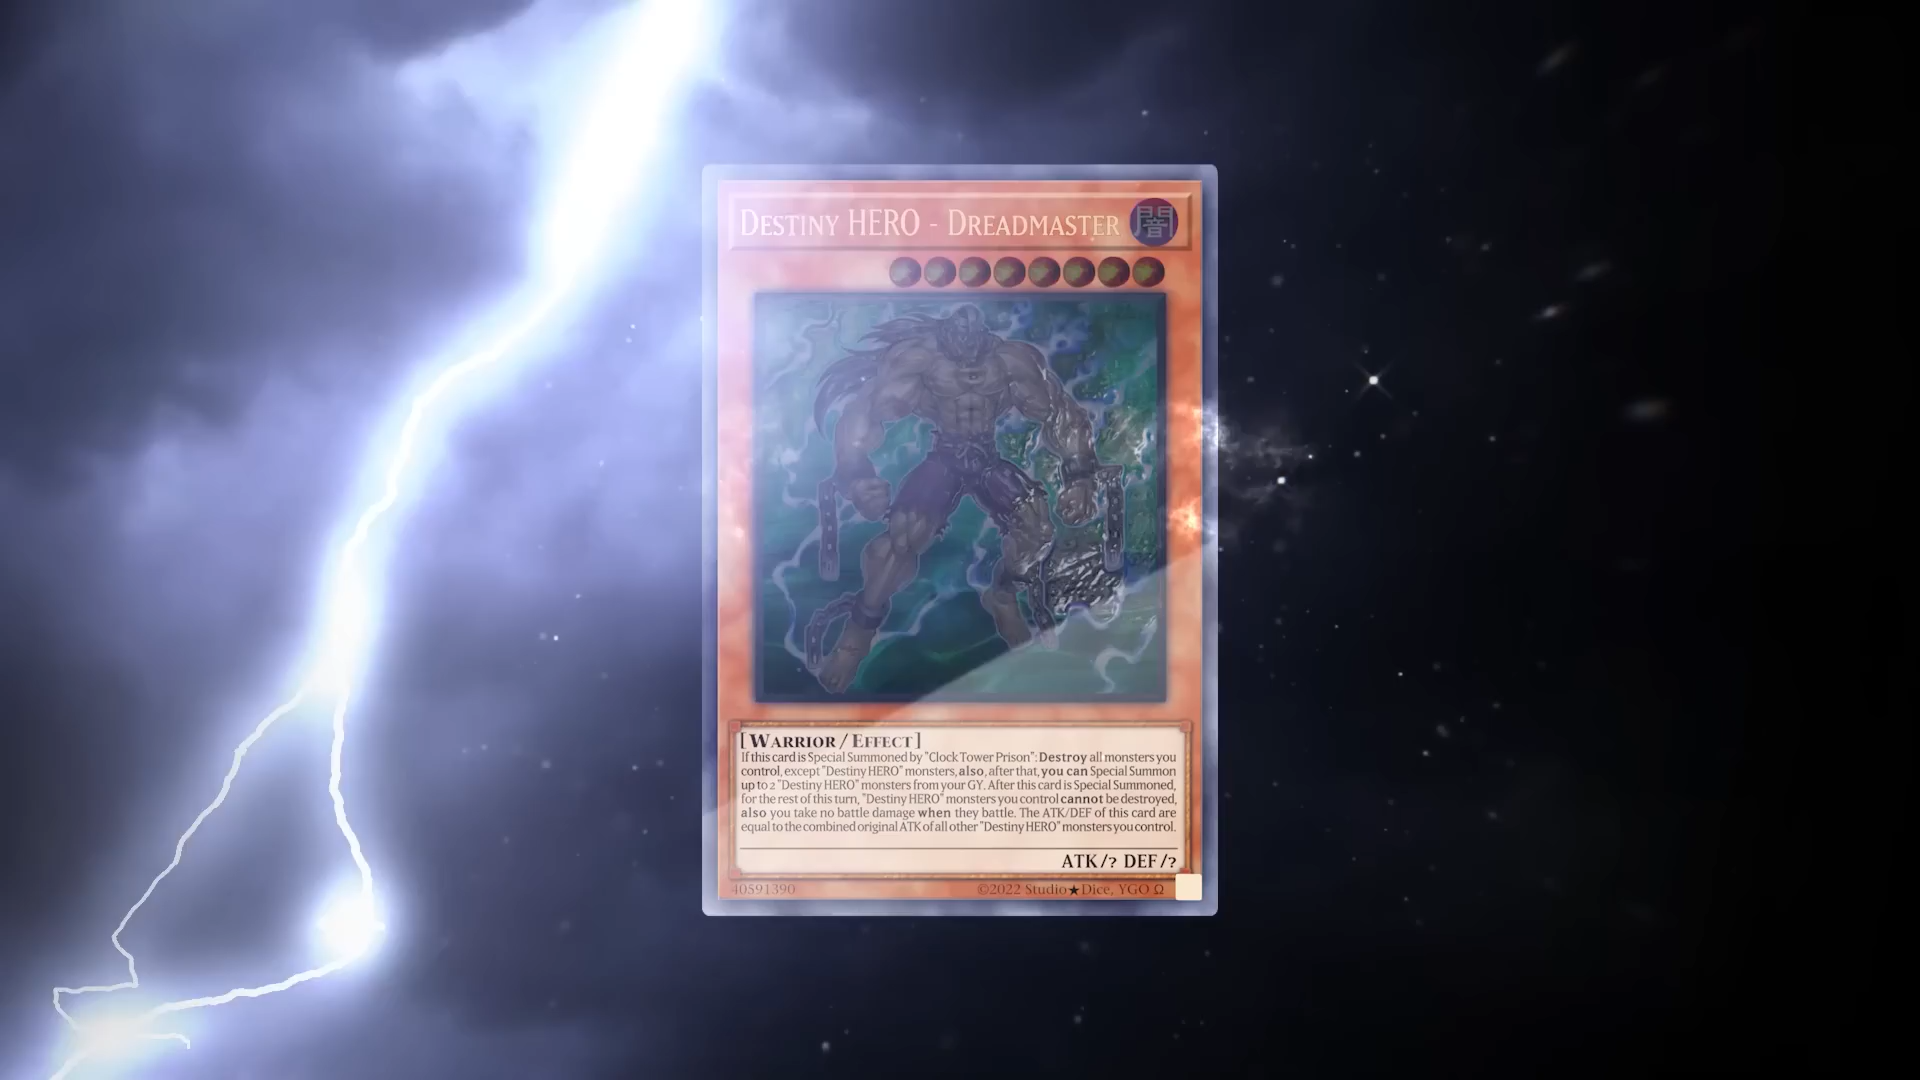 Destiny HERO - Dreadmaster 闇
[Warrior/Effect]
If this card is Special Summoned by "Clock Tower Prison": Destroy all monsters you
control, except "Destiny HERO" monsters, also, after that, you can Special Summon
up to 2 "Destiny HERO" monsters from your GY. After this card is Special Summoned,
for the rest of this turn, "Destiny HERO" monsters you control cannot be destroyed,
also you take no battle damage when they battle. The ATK/DEF of this card are
equal to the combined original ATK of all other "Destiny HERO" monsters you control.
ATK/? DEF/?
40591390 ©2022 Studio★Dice, YGO Ω